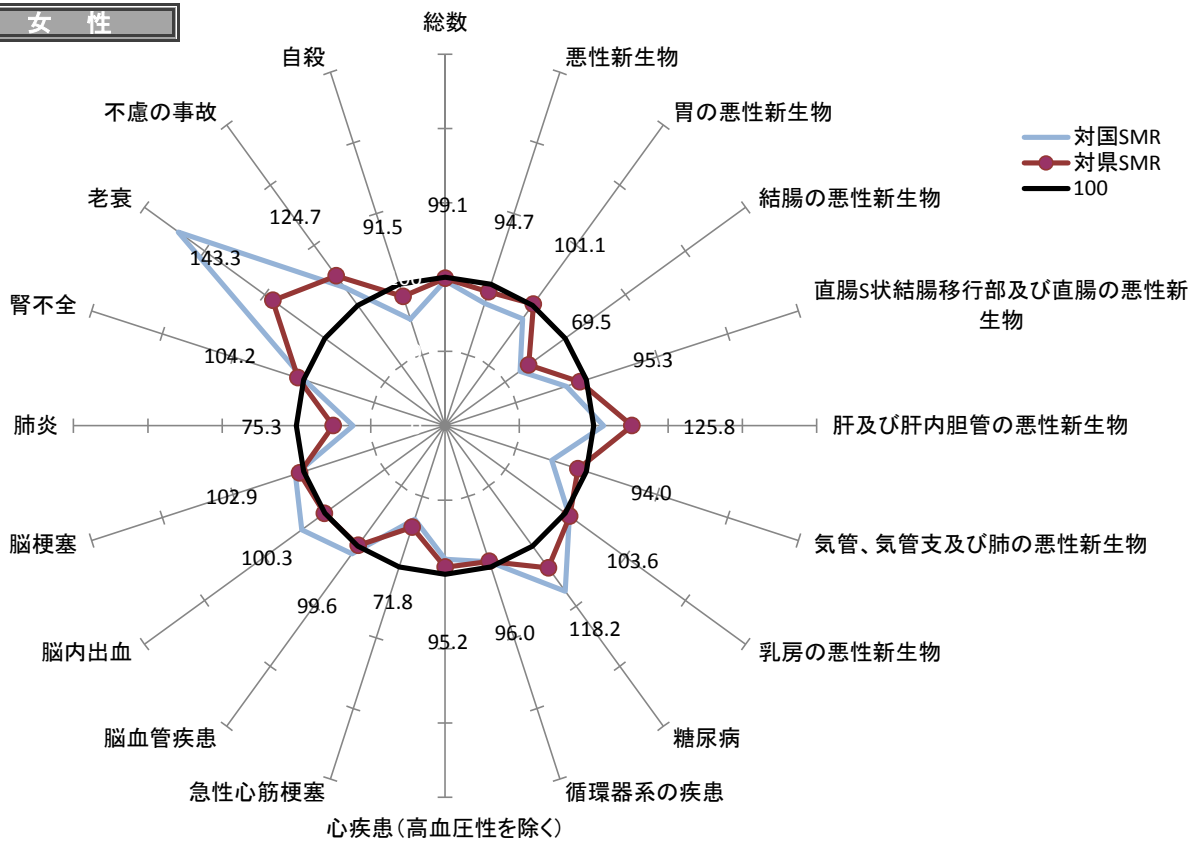 女 性
総数
悪性新生物
胃の悪性新生物
結腸の悪性新生物
直腸S状結腸移行部及び直腸の悪性新
生物
肝及び肝内胆管の悪性新生物
気管、気管支及び肺の悪性新生物
乳房の悪性新生物
糖尿病
循環器系の疾患
心疾患(高血圧性を除く)
急性心筋梗塞
脳血管疾患
脳内出血
脳梗塞
肺炎
腎不全
老衰
不慮の事故
自殺
対国SMR
対県SMR
100
99.1
94.7
101.1
69.5
95.3
125.8
94.0
103.6
118.2
96.0
95.2
71.8
99.6
100.3
102.9
75.3
104.2
143.3
124.7
91.5